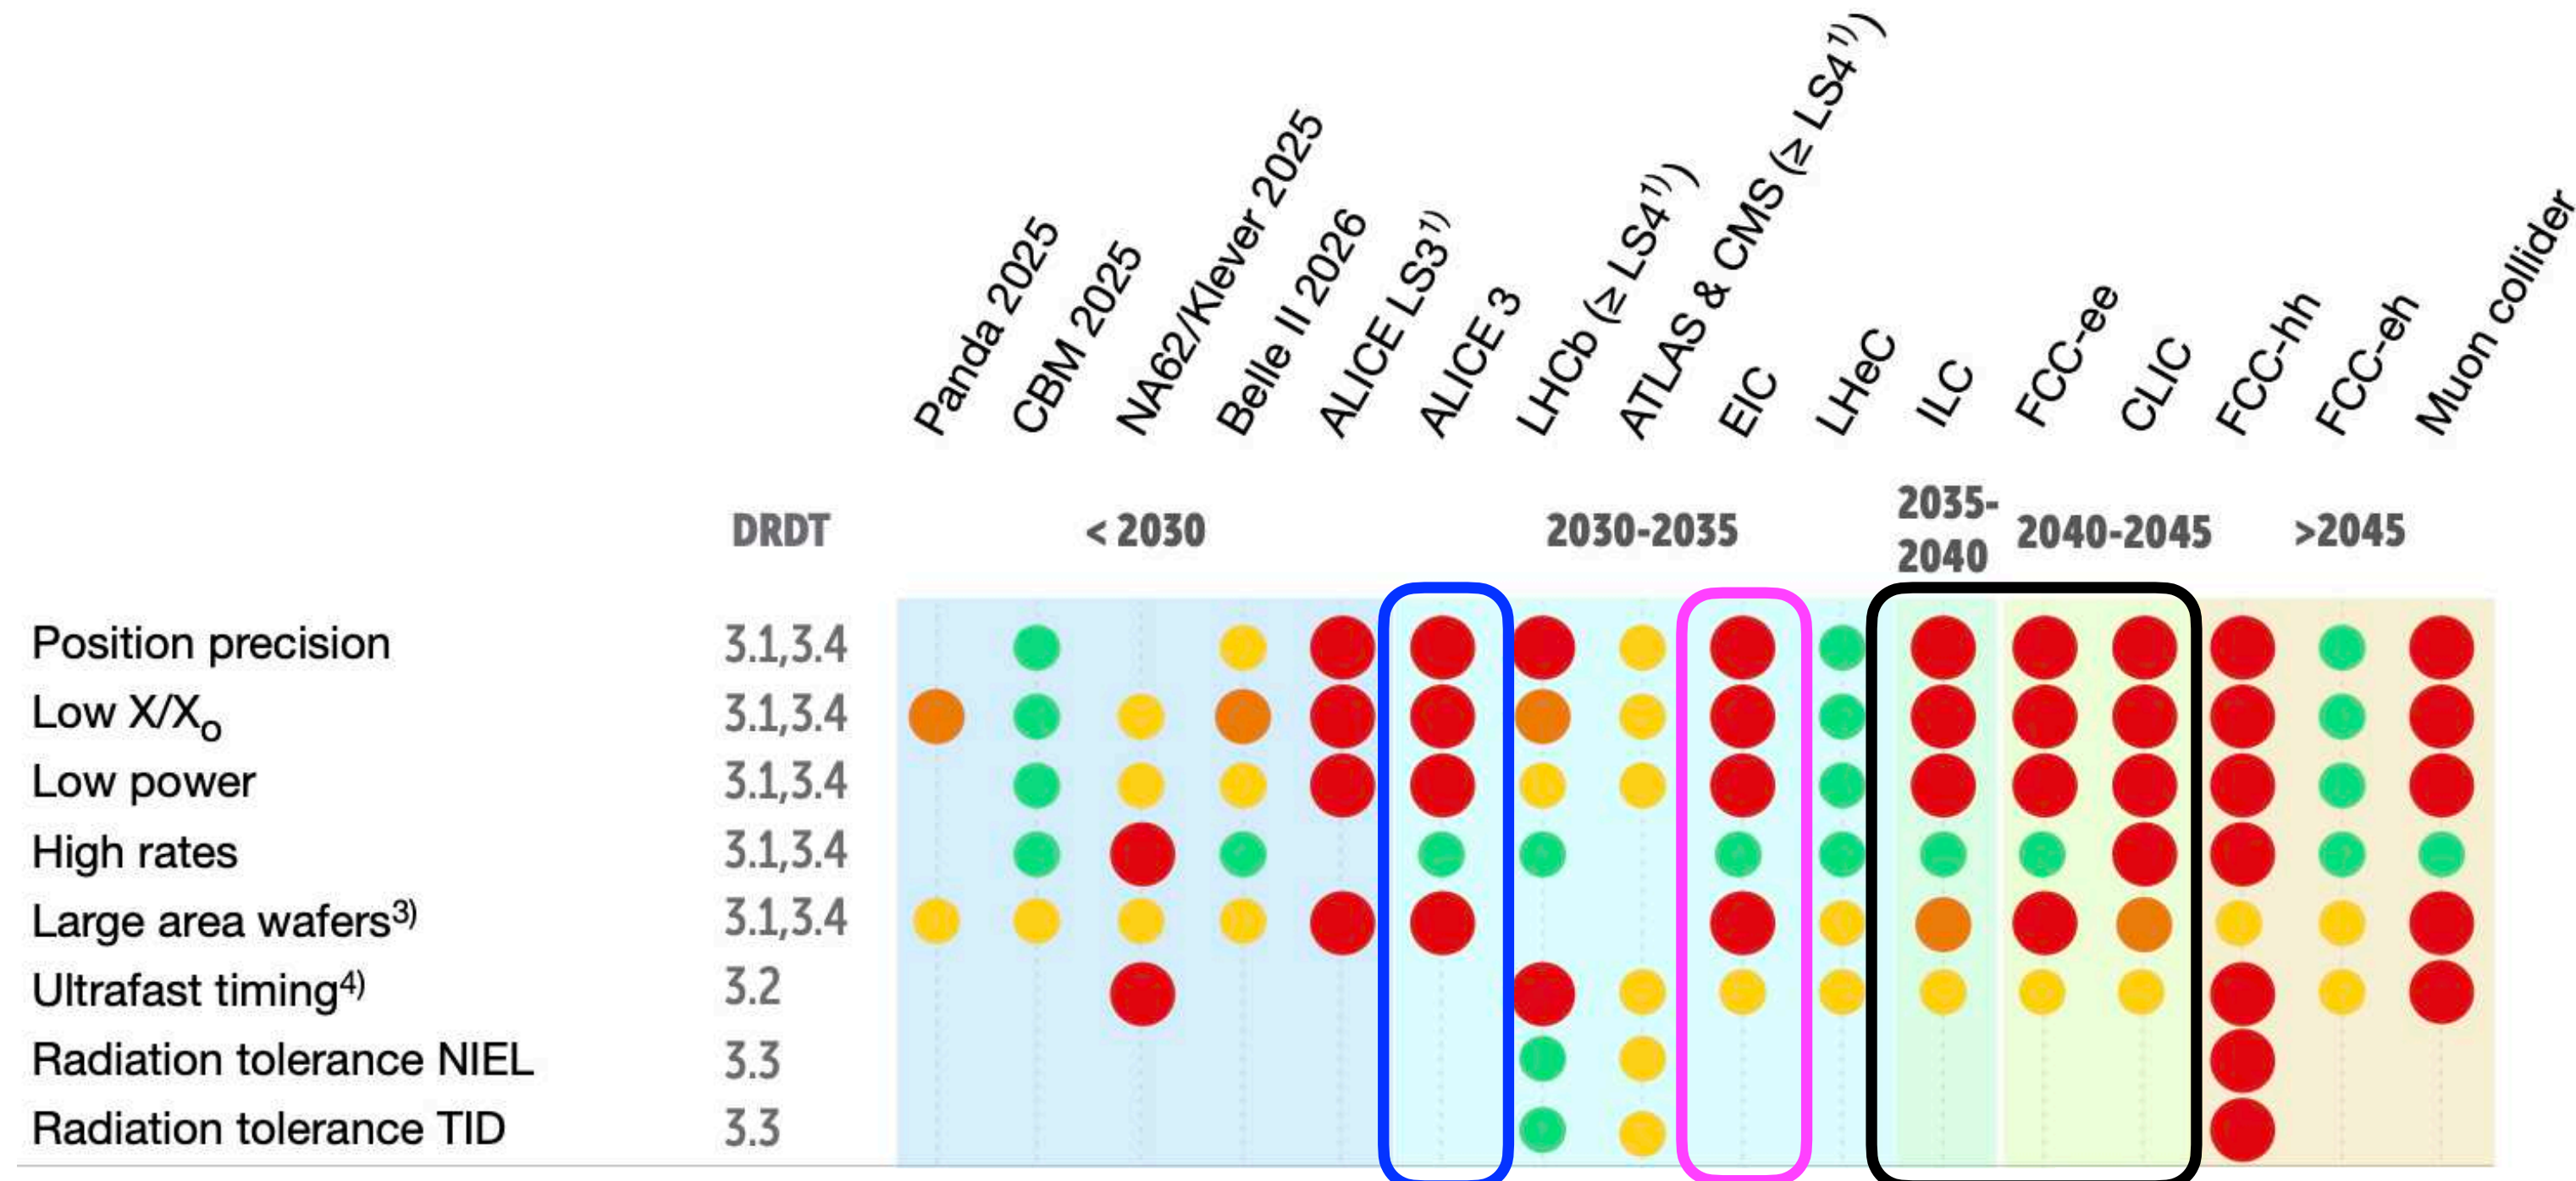 Panda 2025
CBM 2025
NA62/Klever 2025
Belle II 2026
ALICE LS3¹⁾
ALICE 3
LHCb (≥ LS4¹⁾)
ATLAS & CMS (≥ LS4¹⁾)
EIC
LHeC
ILC
FCC-ee
CLIC
FCC-hh
FCC-eh
Muon collider
DRDT
< 2030
2030-2035
2035-
2040
2040-2045
>2045
Position precision 3.1,3.4
Low X/Xₒ 3.1,3.4
Low power 3.1,3.4
High rates 3.1,3.4
Large area wafers³⁾ 3.1,3.4
Ultrafast timing⁴⁾ 3.2
Radiation tolerance NIEL 3.3
Radiation tolerance TID 3.3